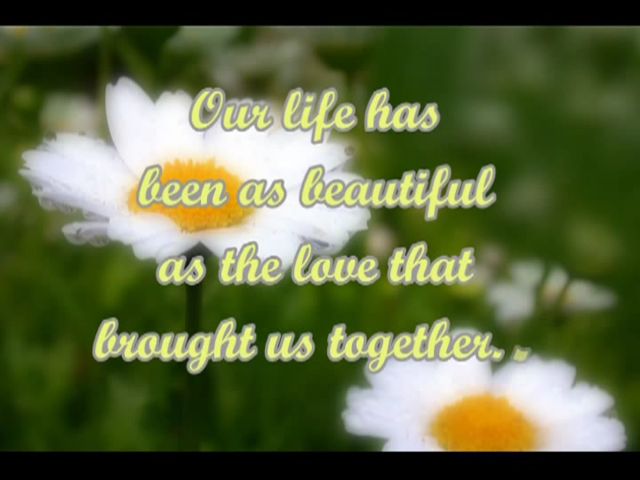 Our life has
been as beautiful
as the love that
brought us together.